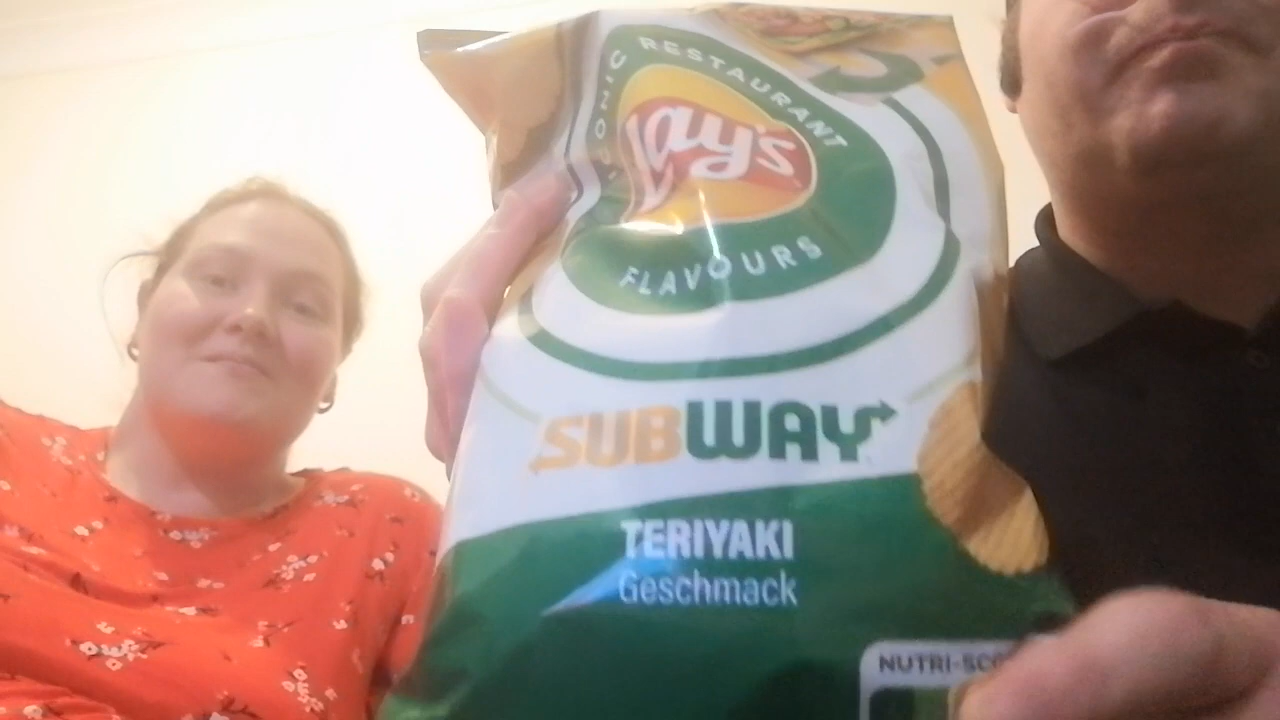 ICONIC RESTAURANT
Lay's
FLAVOURS
SUBWAY
TERIYAKI
Geschmack
NUTRI-SCO